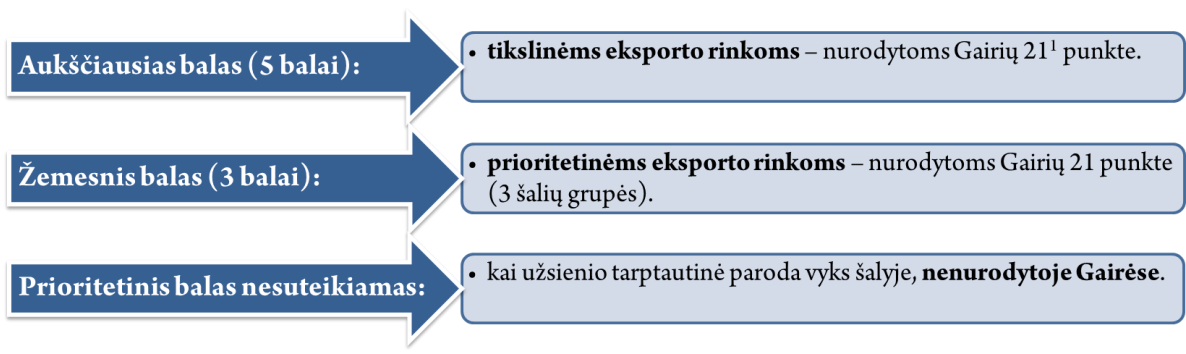 Aukščiausias balas (5 balai):
• tikslinėms eksporto rinkoms – nurodytoms Gairių 21¹ punkte.
Žemesnis balas (3 balai):
• prioritetinėms eksporto rinkoms – nurodytoms Gairių 21 punkte
(3 šalių grupės).
Prioritetinis balas nesuteikiamas:
• kai užsienio tarptautinė paroda vyks šalyje, nenurodytoje Gairėse.